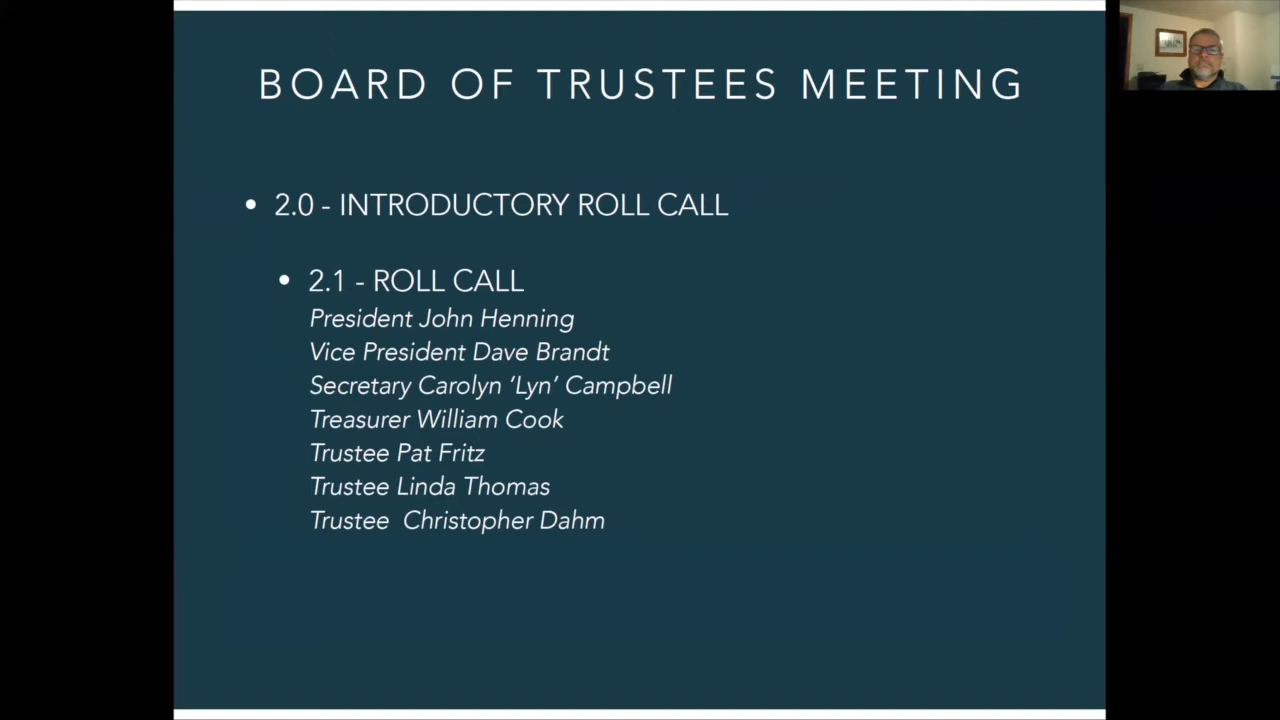 BOARD OF TRUSTEES MEETING
• 2.0 - INTRODUCTORY ROLL CALL
• 2.1 - ROLL CALL
President John Henning
Vice President Dave Brandt
Secretary Carolyn ‘Lyn’ Campbell
Treasurer William Cook
Trustee Pat Fritz
Trustee Linda Thomas
Trustee  Christopher Dahm